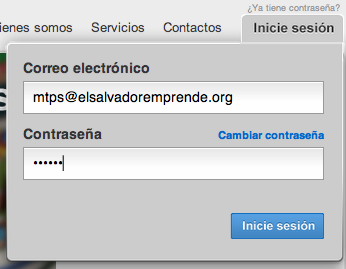 ¿Ya tiene contraseña?
ienes somos Servicios Contactos Inicie sesión
Correo electrónico
mtps@elsalvadoremprende.org
Contraseña Cambiar contraseña
••••••
Inicie sesión